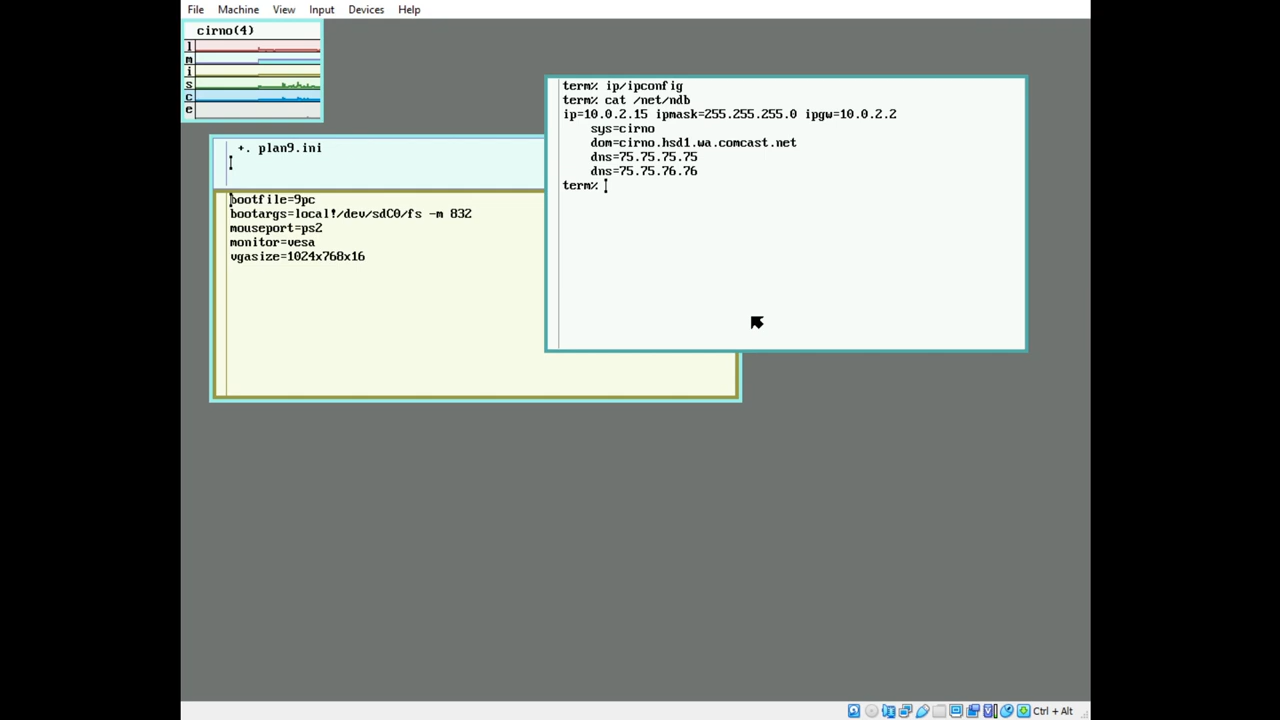 File Machine View Input Devices Help
cirno(4)
l
m
i
s
c
e
+. plan9.ini
bootfile=9pc
bootargs=local!/dev/sdC0/fs -m 832
mouseport=ps2
monitor=vesa
vgasize=1024x768x16
term% ip/ipconfig
term% cat /net/ndb
ip=10.0.2.15 ipmask=255.255.255.0 ipgw=10.0.2.2
sys=cirno
dom=cirno.hsd1.wa.comcast.net
dns=75.75.75.75
dns=75.75.76.76
term%
Ctrl + Alt